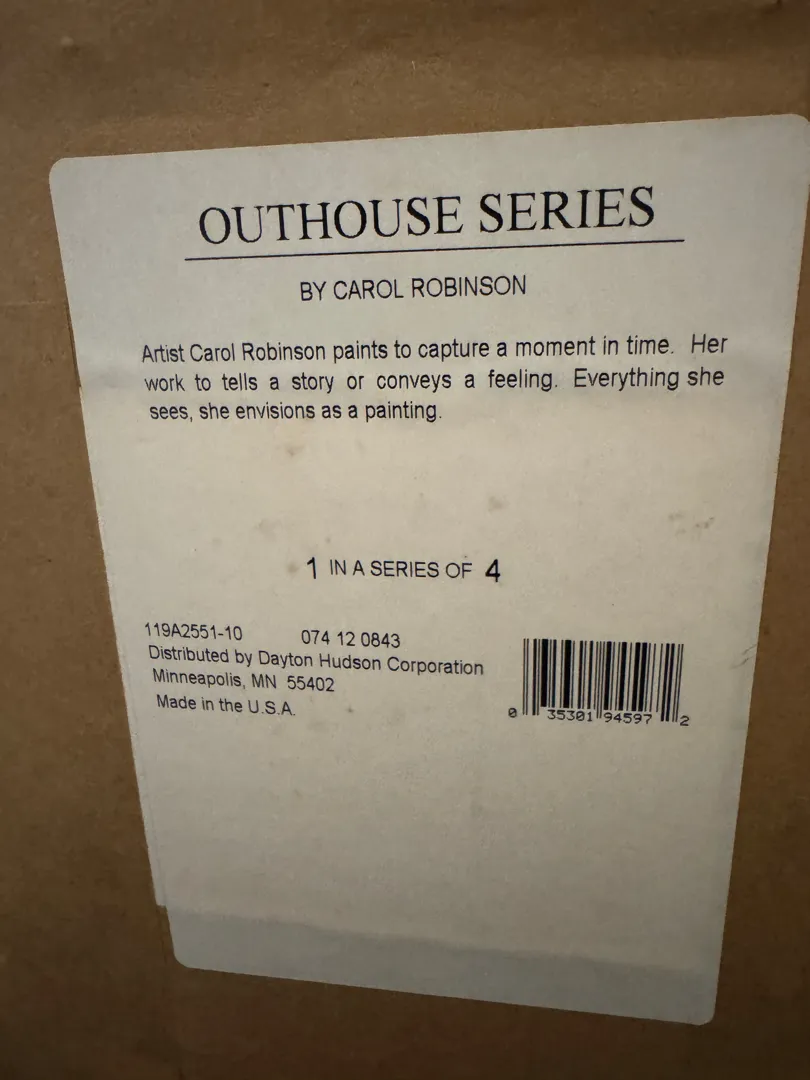 OUTHOUSE SERIES
BY CAROL ROBINSON
Artist Carol Robinson paints to capture a moment in time. Her
work to tells a story or conveys a feeling. Everything she
sees, she envisions as a painting.
1 IN A SERIES OF 4
119A2551-10 074 12 0843
Distributed by Dayton Hudson Corporation
Minneapolis, MN 55402
Made in the U.S.A.
0 35301 94597 2